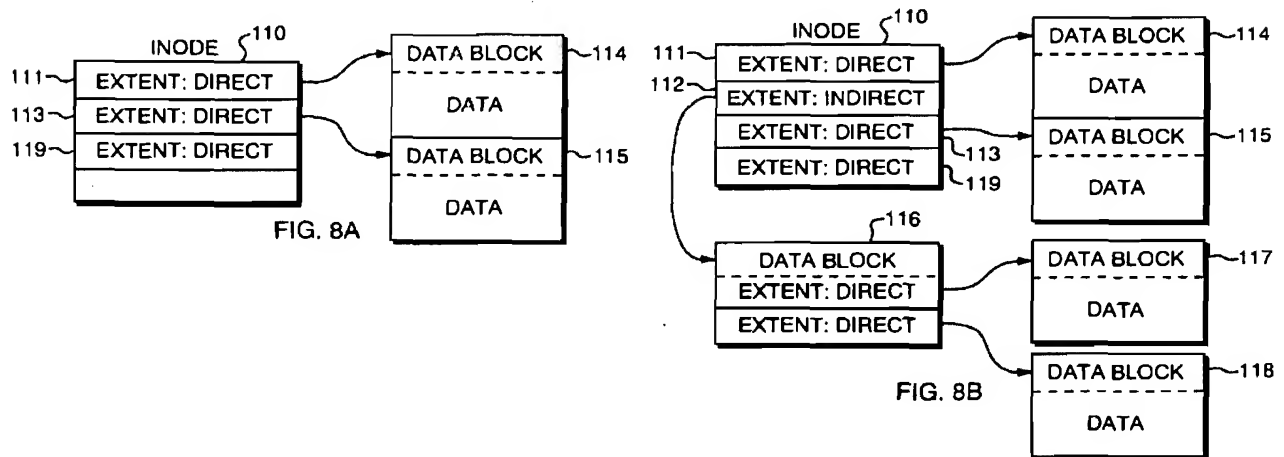 110
INODE
111
EXTENT: DIRECT
113
EXTENT: DIRECT
119
EXTENT: DIRECT
DATA BLOCK
114
DATA
DATA BLOCK
115
DATA
FIG. 8A
110
INODE
111
EXTENT: DIRECT
112
EXTENT: INDIRECT
EXTENT: DIRECT
113
EXTENT: DIRECT
119
DATA BLOCK
114
DATA
DATA BLOCK
115
DATA
116
DATA BLOCK
EXTENT: DIRECT
EXTENT: DIRECT
DATA BLOCK
117
DATA
DATA BLOCK
118
DATA
FIG. 8B